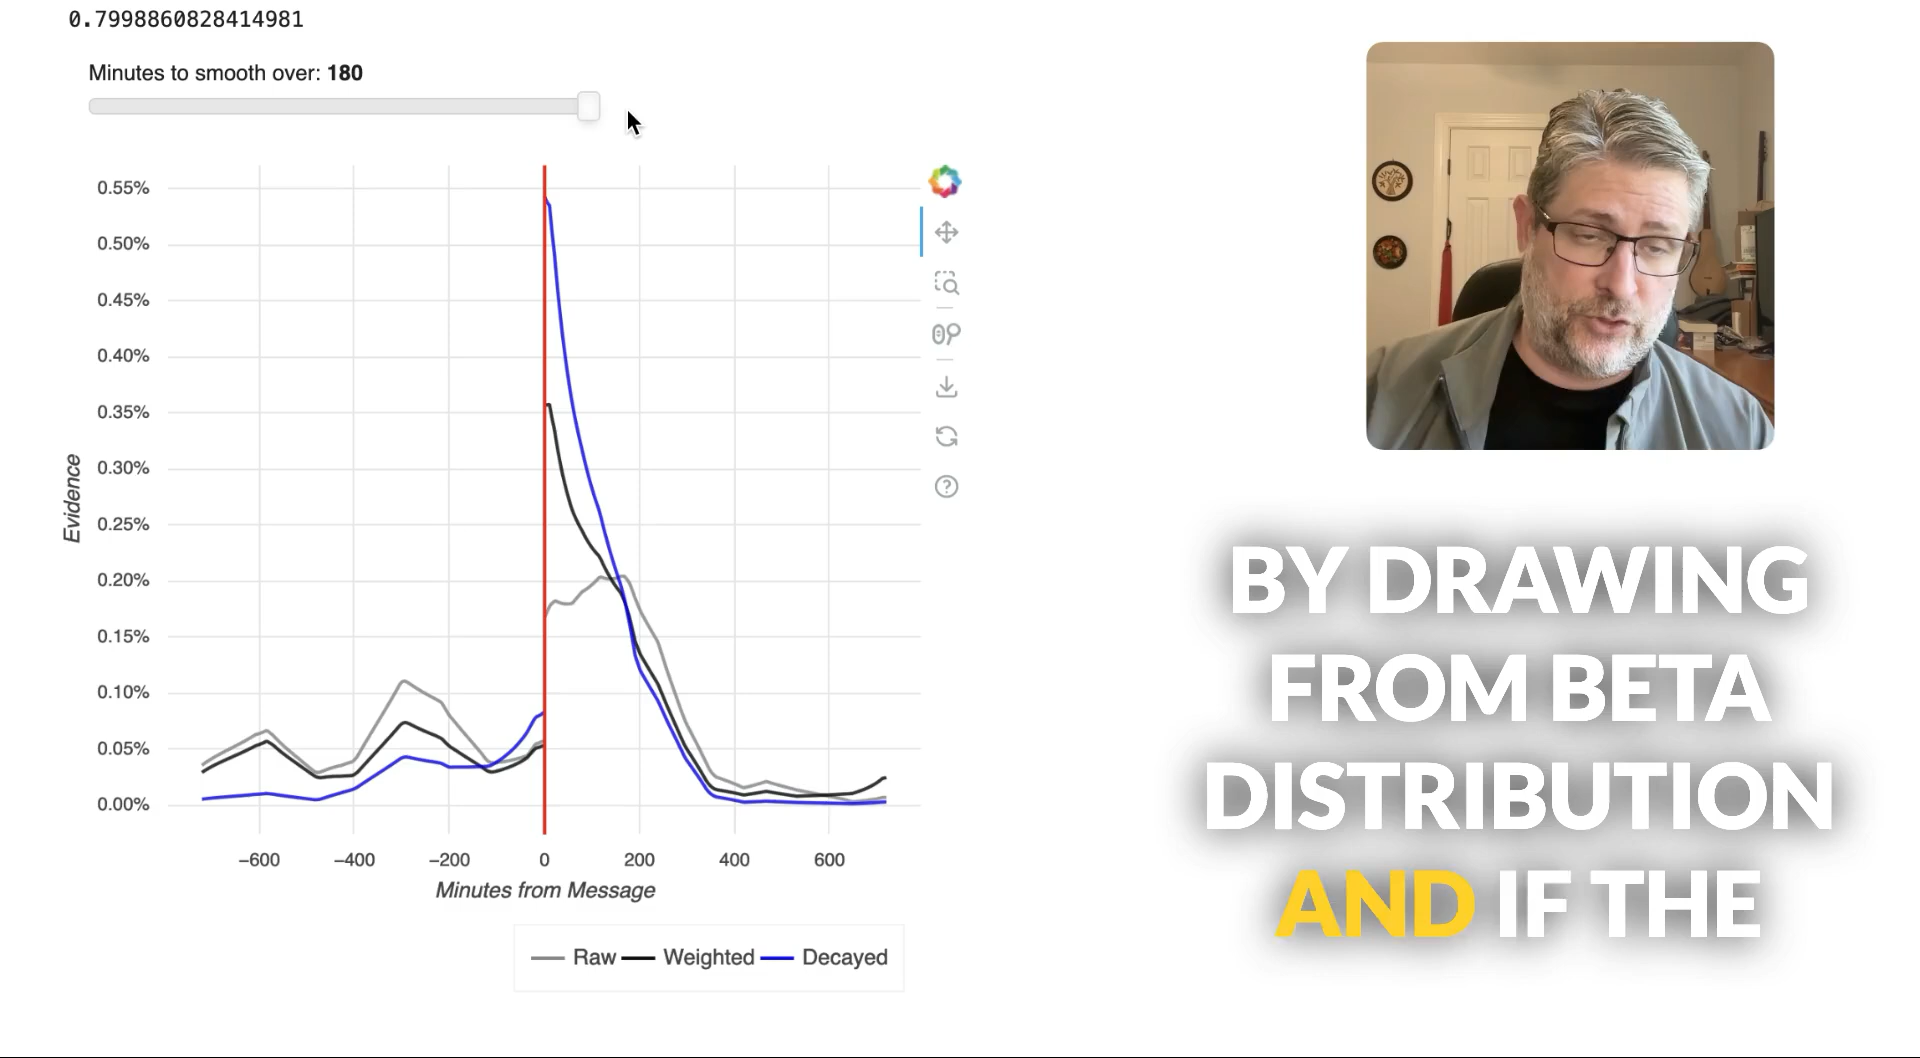 0.7998860828414981
Minutes to smooth over: 180
0.55%
0.50%
0.45%
0.40%
0.35%
0.30%
0.25%
0.20%
0.15%
0.10%
0.05%
0.00%
Evidence
−600 −400 −200 0 200 400 600
Minutes from Message
Raw Weighted Decayed
BY DRAWING
FROM BETA
DISTRIBUTION
AND IF THE